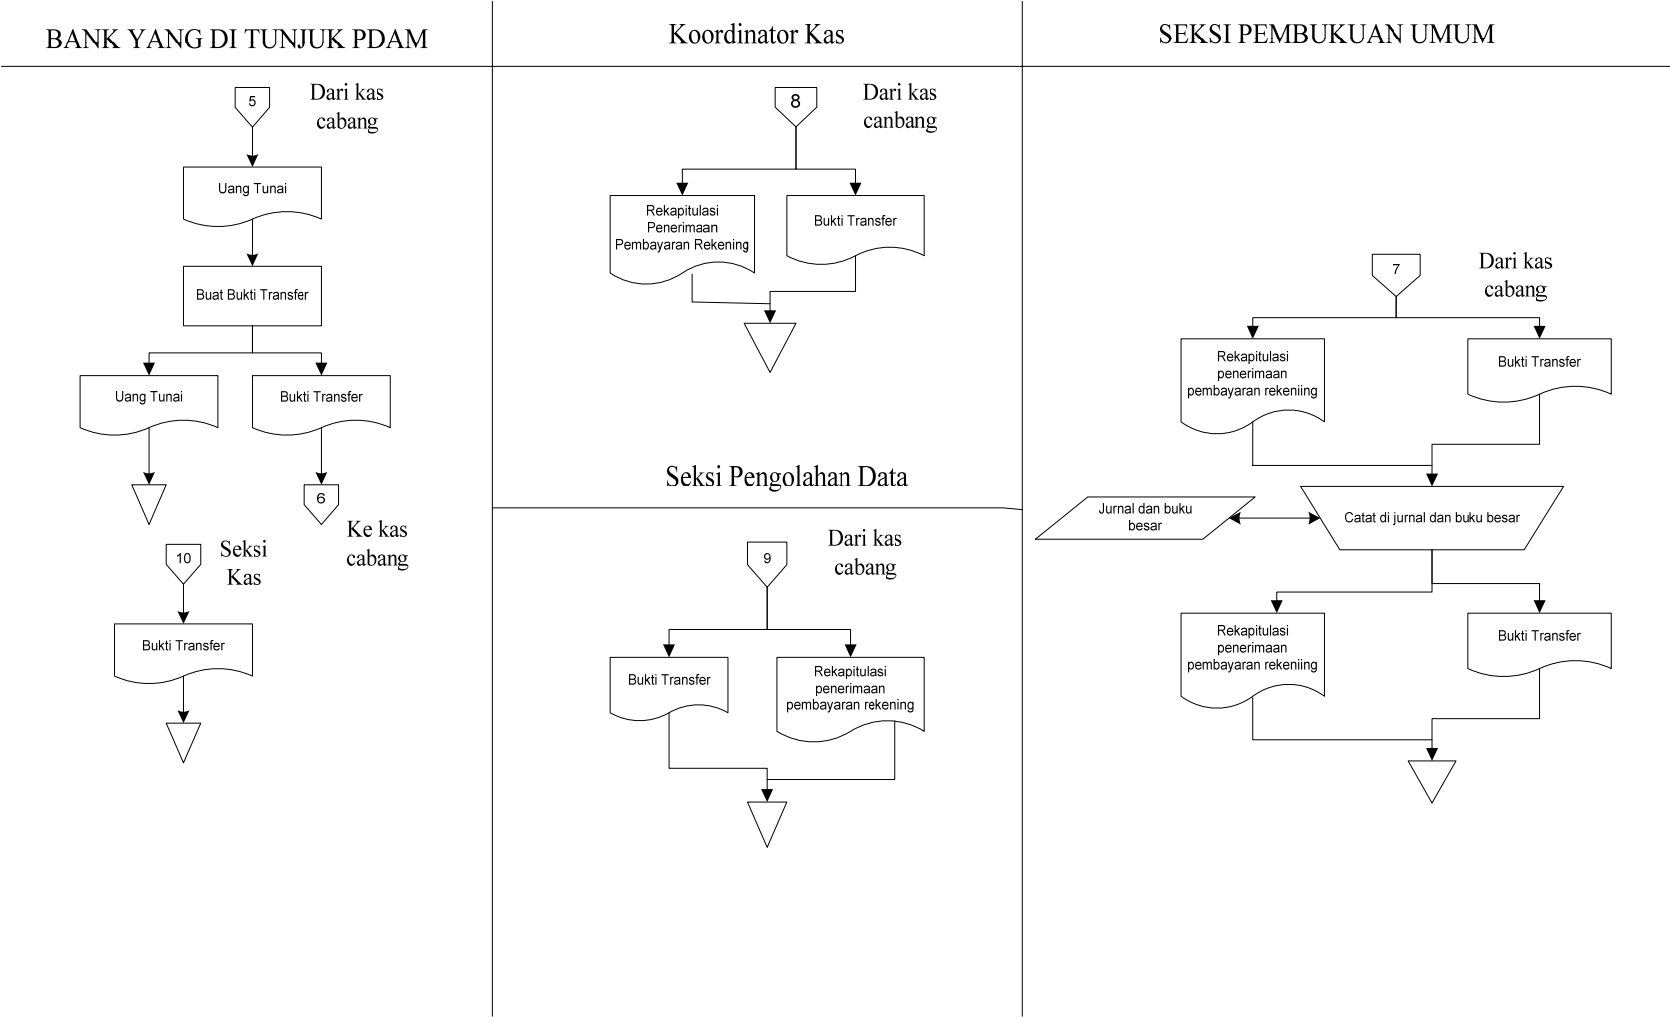 BANK YANG DI TUNJUK PDAM
5
Dari kas
cabang
Uang Tunai
Buat Bukti Transfer
Uang Tunai
Bukti Transfer
6
Ke kas
cabang
10
Seksi
Kas
Bukti Transfer
Koordinator Kas
8
Dari kas
canbang
Rekapitulasi
Penerimaan
Pembayaran Rekening
Bukti Transfer
Seksi Pengolahan Data
9
Dari kas
cabang
Bukti Transfer
Rekapitulasi
penerimaan
pembayaran rekening
SEKSI PEMBUKUAN UMUM
7
Dari kas
cabang
Rekapitulasi
penerimaan
pembayaran rekeniing
Bukti Transfer
Jurnal dan buku
besar
Catat di jurnal dan buku besar
Rekapitulasi
penerimaan
pembayaran rekeniing
Bukti Transfer